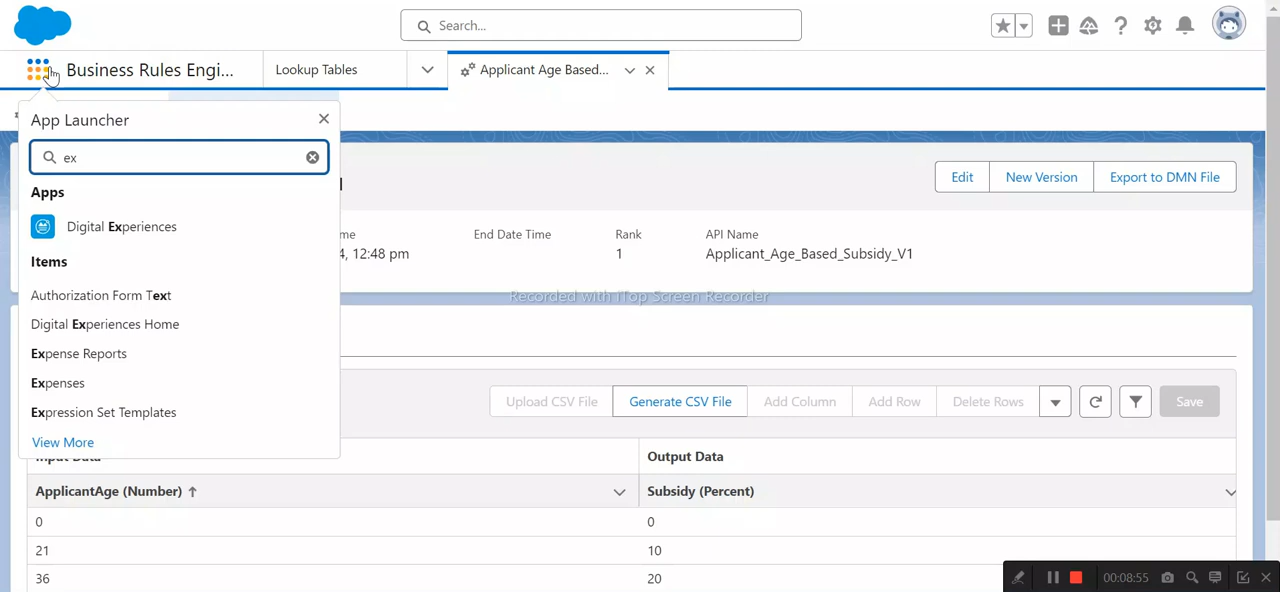 Search...
Business Rules Engi...
Lookup Tables
Applicant Age Based...
App Launcher
ex
Apps
Digital Experiences
Items
Authorization Form Text
Digital Experiences Home
Expense Reports
Expenses
Expression Set Templates
View More
Edit
New Version
Export to DMN File
End Date Time
Rank
API Name
4, 12:48 pm
1
Applicant_Age_Based_Subsidy_V1
Recorded with iTop Screen Recorder
Upload CSV File
Generate CSV File
Add Column
Add Row
Delete Rows
Save
Input Data
Output Data
ApplicantAge (Number)
Subsidy (Percent)
0
0
21
10
36
20
00:08:55